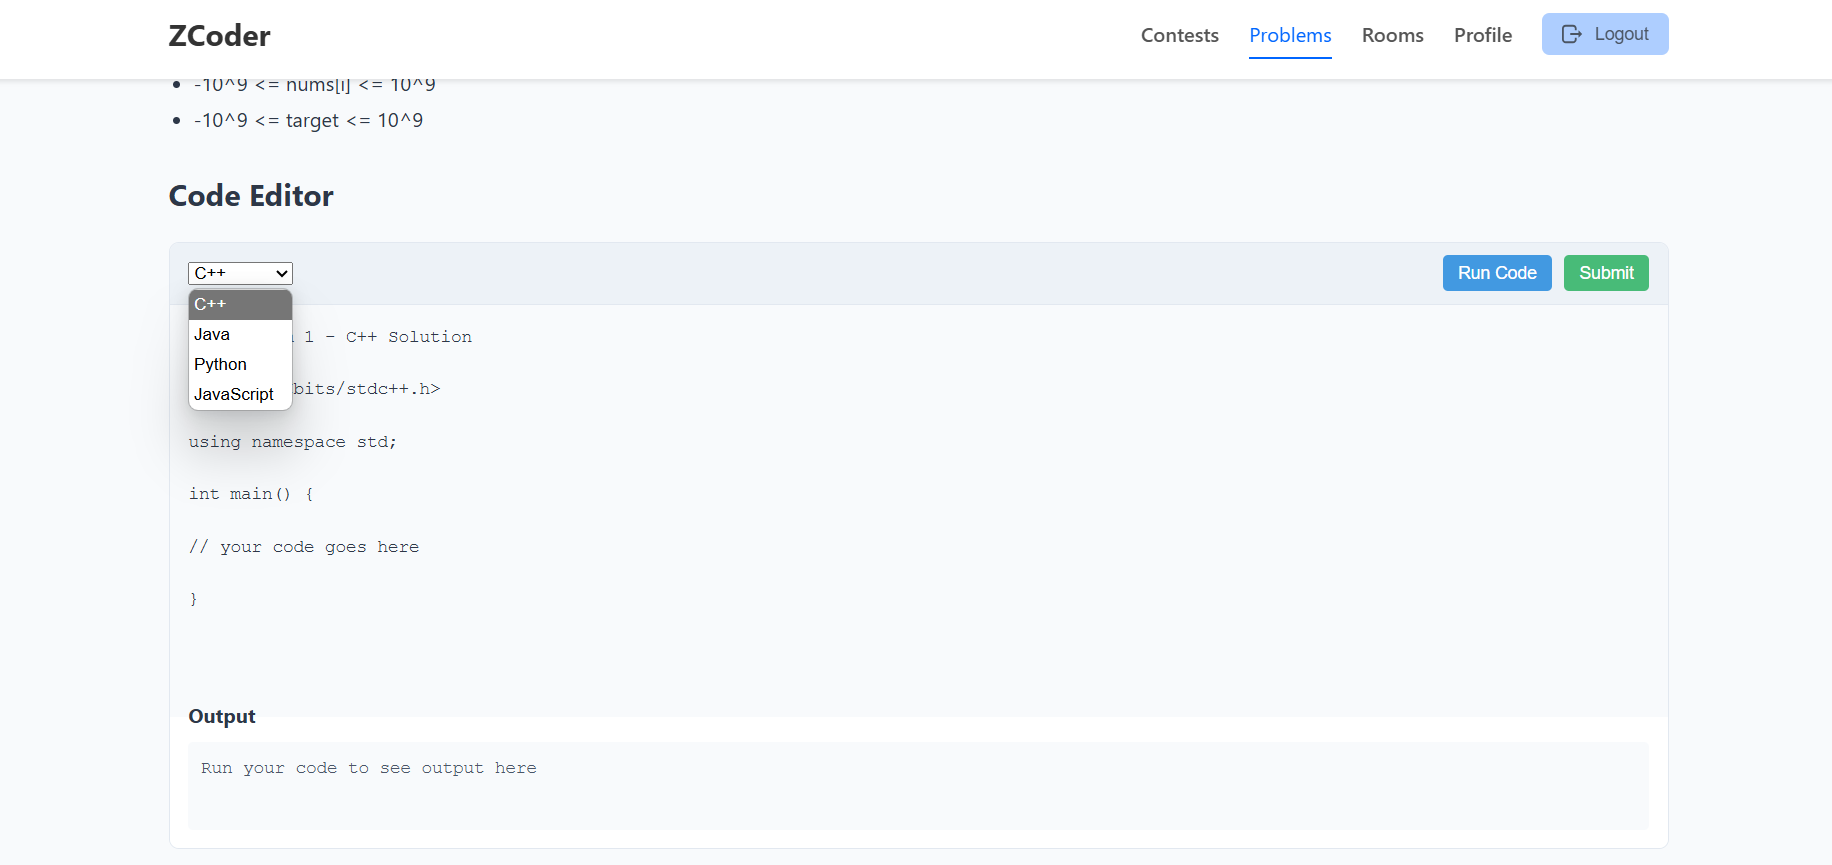 ZCoder
Contests Problems Rooms Profile Logout
-10^9 <= nums[i] <= 10^9
-10^9 <= target <= 10^9
Code Editor
C++
Run Code Submit
C++
Java
Python
JavaScript
1 - C++ Solution
bits/stdc++.h>
using namespace std;
int main() {
// your code goes here
}
Output
Run your code to see output here